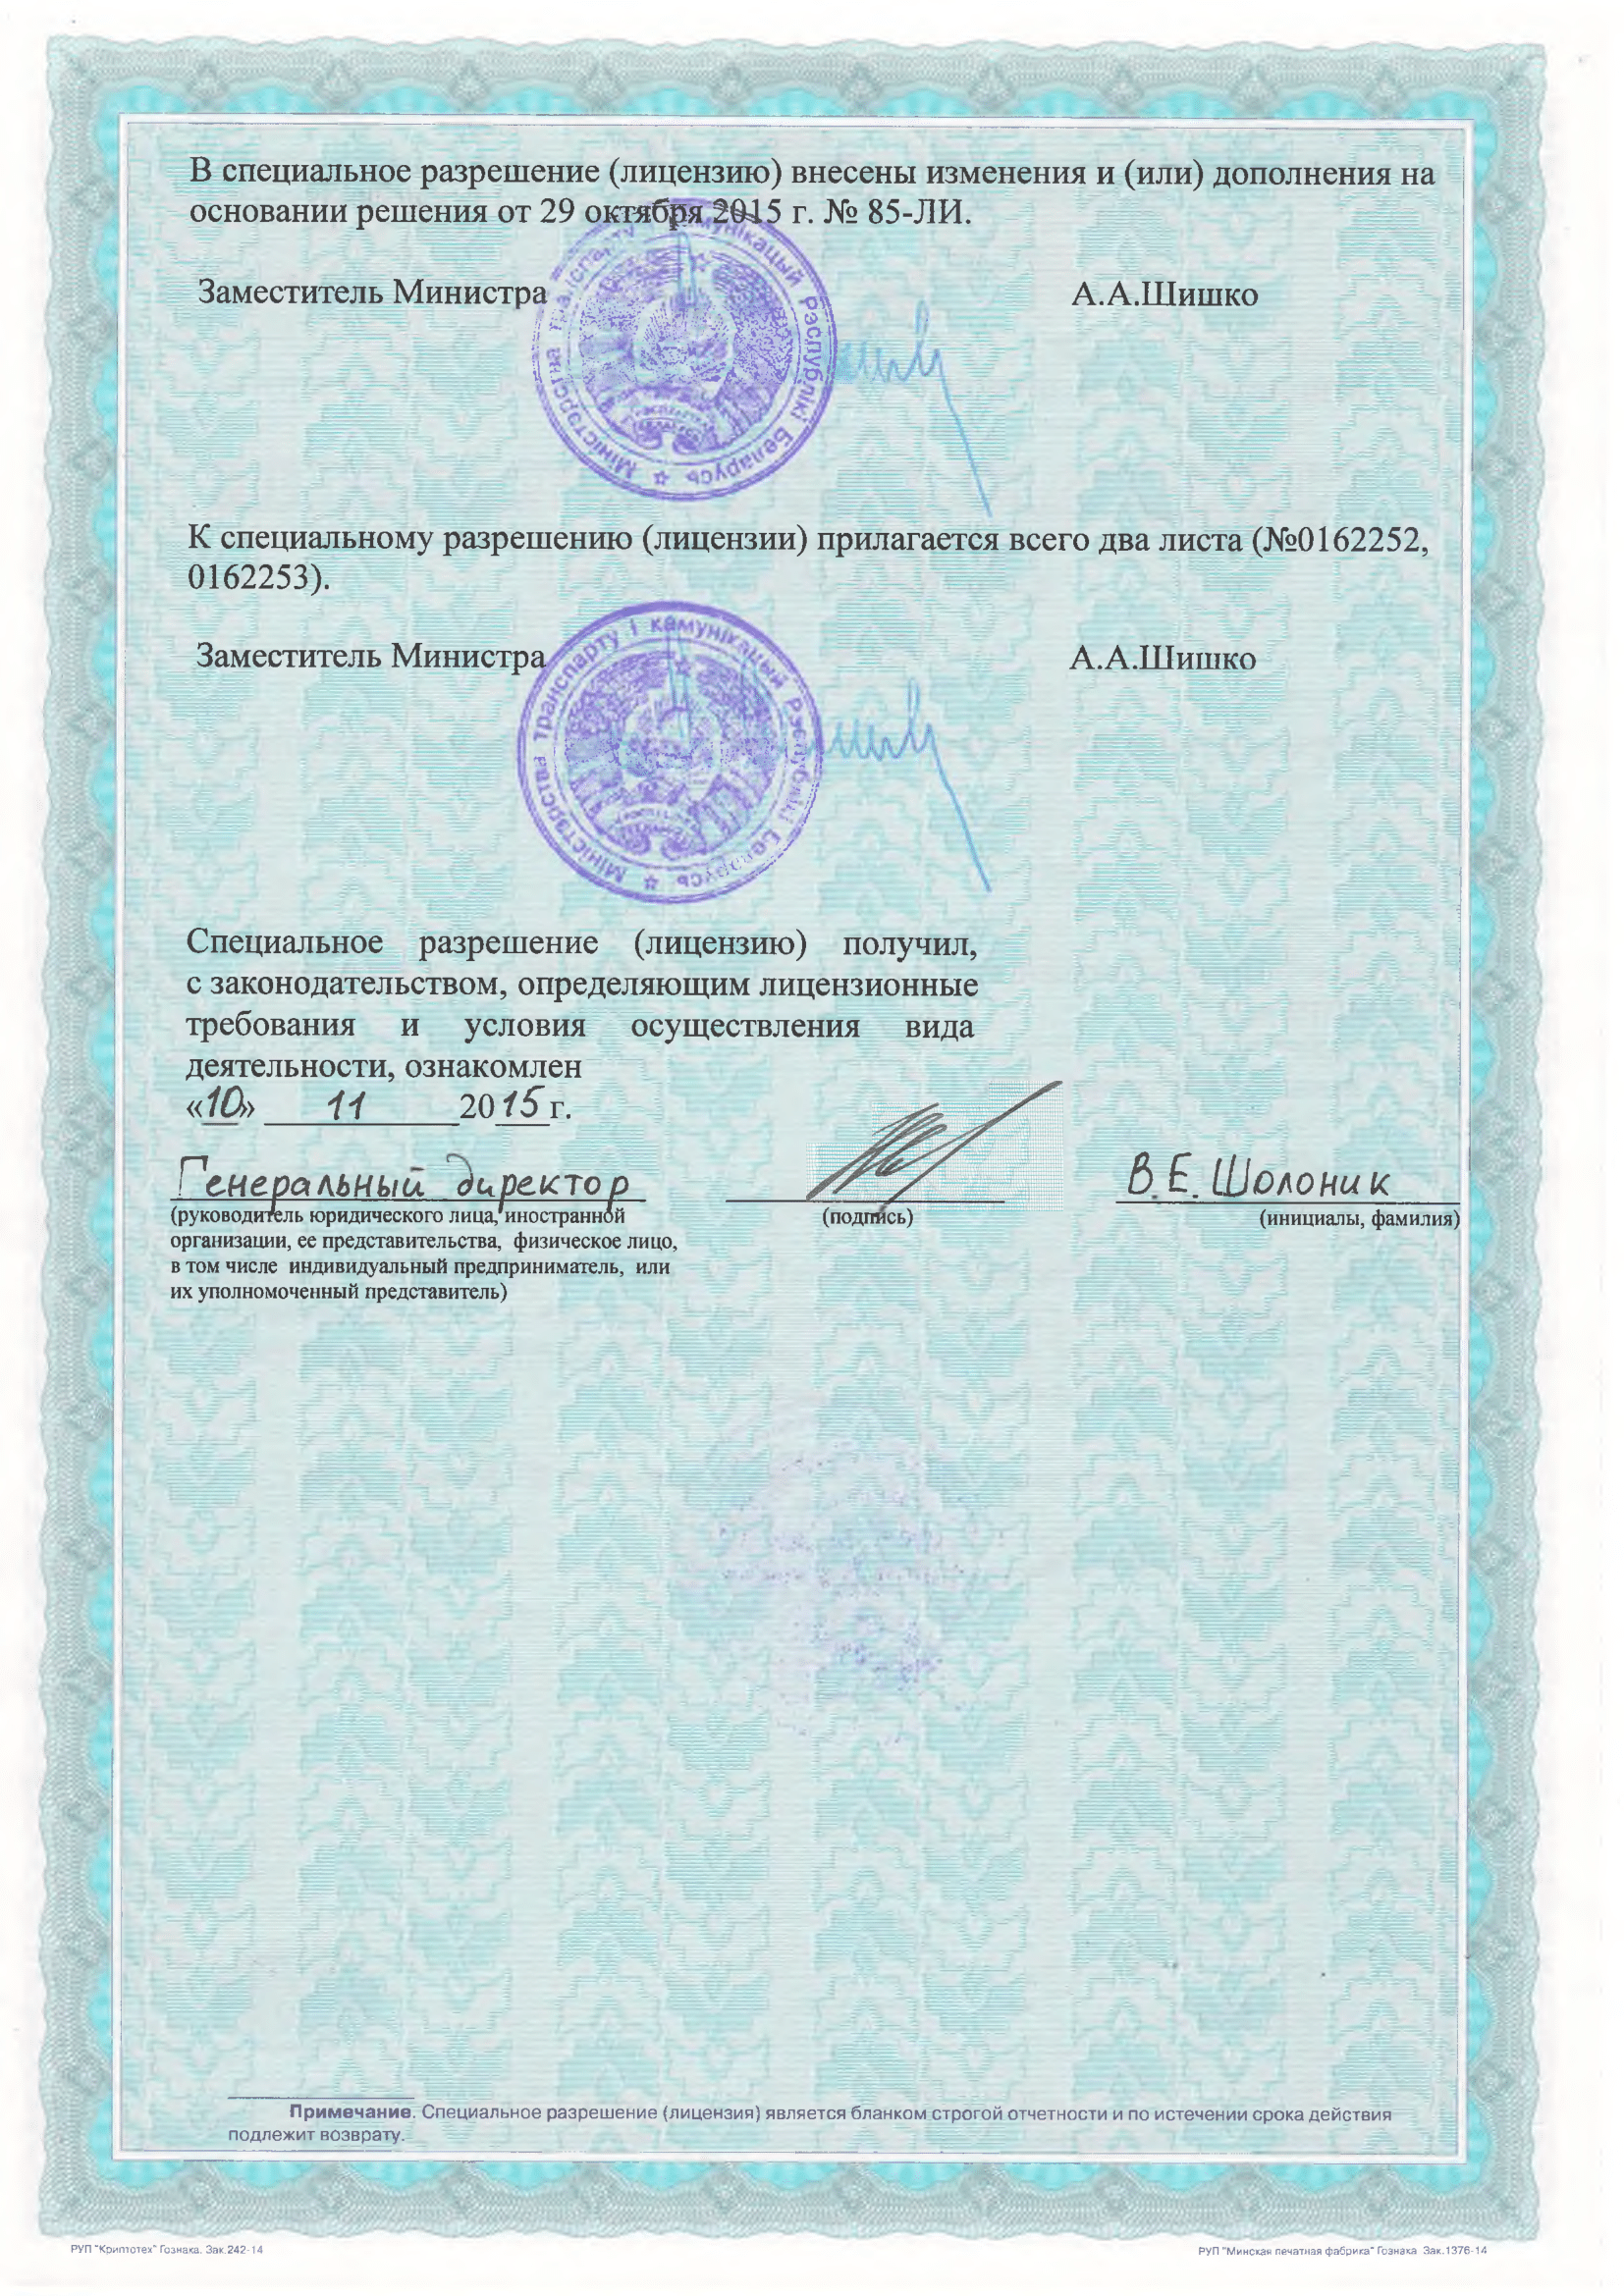 В специальное разрешение (лицензию) внесены изменения и (или) дополнения на
основании решения от 29 октября 2015 г. № 85-ЛИ.
Заместитель Министра А.А.Шишко
Міністэрства транспарту і камунікацый Рэспублікі Беларусь
К специальному разрешению (лицензии) прилагается всего два листа (№0162252,
0162253).
Заместитель Министра А.А.Шишко
Міністэрства транспарту і камунікацый Рэспублікі Беларусь
Специальное разрешение (лицензию) получил,
с законодательством, определяющим лицензионные
требования и условия осуществления вида
деятельности, ознакомлен
«10» 11 2015 г.
Генеральный директор В.Е. Шолоник
(руководитель юридического лица, иностранной (подпись) (инициалы, фамилия)
организации, ее представительства, физическое лицо,
в том числе индивидуальный предприниматель, или
их уполномоченный представитель)
Примечание. Специальное разрешение (лицензия) является бланком строгой отчетности и по истечении срока действия
подлежит возврату.
РУП "Криптотех" Гознака. Зак.242-14 РУП "Минская печатная фабрика" Гознака Зак.1376-14